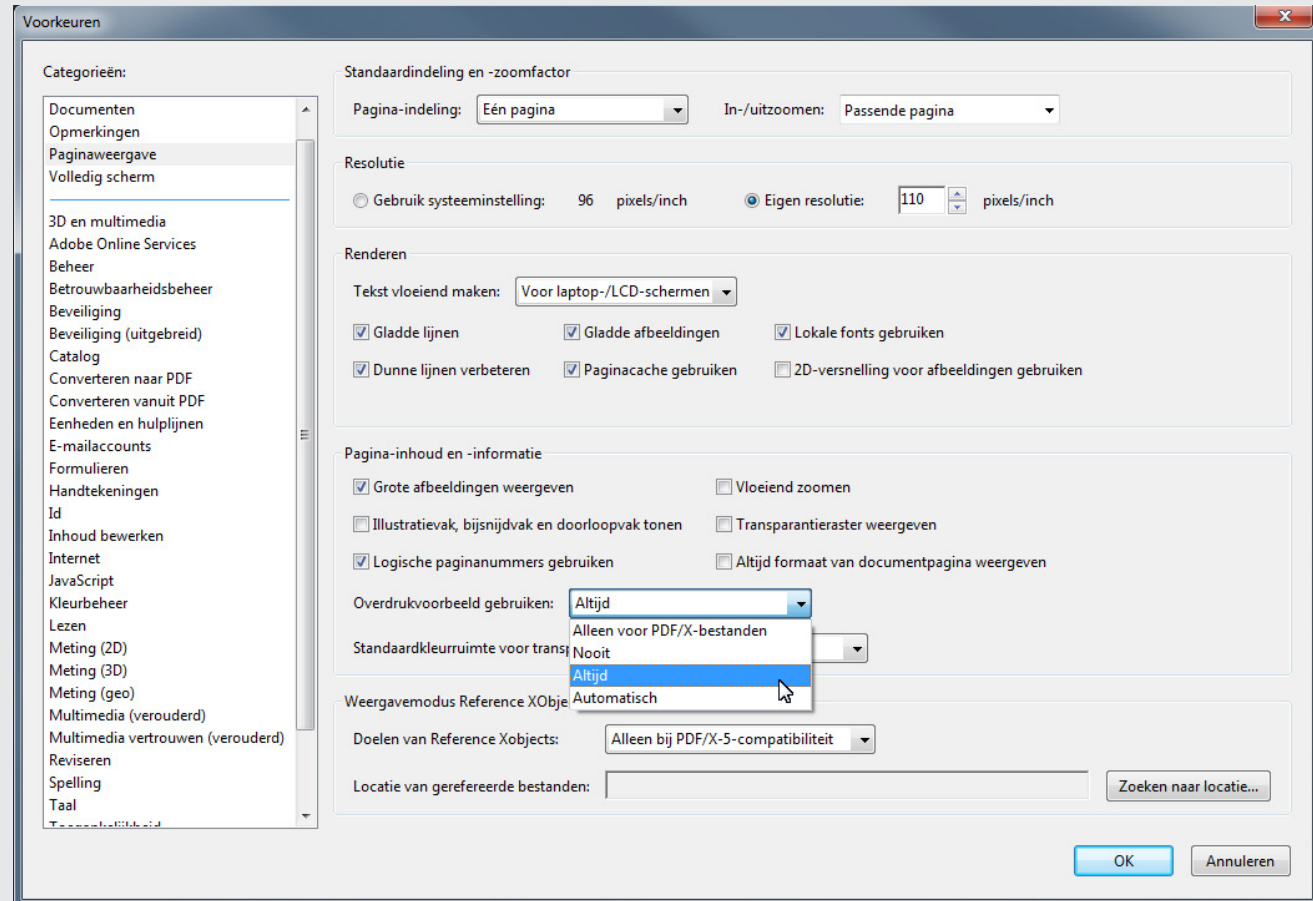 Voorkeuren
Categorieën:
Documenten
Opmerkingen
Paginaweergave
Volledig scherm
3D en multimedia
Adobe Online Services
Beheer
Betrouwbaarheidsbeheer
Beveiliging
Beveiliging (uitgebreid)
Catalog
Converteren naar PDF
Converteren vanuit PDF
Eenheden en hulplijnen
E-mailaccounts
Formulieren
Handtekeningen
Id
Inhoud bewerken
Internet
JavaScript
Kleurbeheer
Lezen
Meting (2D)
Meting (3D)
Meting (geo)
Multimedia (verouderd)
Multimedia vertrouwen (verouderd)
Reviseren
Spelling
Taal
Standaardindeling en -zoomfactor
Pagina-indeling: Eén pagina In-/uitzoomen: Passende pagina
Resolutie
Gebruik systeeminstelling: 96 pixels/inch Eigen resolutie: 110 pixels/inch
Renderen
Tekst vloeiend maken: Voor laptop-/LCD-schermen
Gladde lijnen Gladde afbeeldingen Lokale fonts gebruiken
Dunne lijnen verbeteren Paginacache gebruiken 2D-versnelling voor afbeeldingen gebruiken
Pagina-inhoud en -informatie
Grote afbeeldingen weergeven Vloeiend zoomen
Illustratievak, bijsnijdvak en doorloopvak tonen Transparantieraster weergeven
Logische paginanummers gebruiken Altijd formaat van documentpagina weergeven
Overdrukvoorbeeld gebruiken: Altijd
Alleen voor PDF/X-bestanden
Standaardkleurruimte voor Nooit
Altijd
Automatisch
Weergavemodus Reference
Doelen van Reference Xobjects: Alleen bij PDF/X-5-compatibiliteit
Locatie van gerefereerde bestanden: Zoeken naar locatie...
OK Annuleren